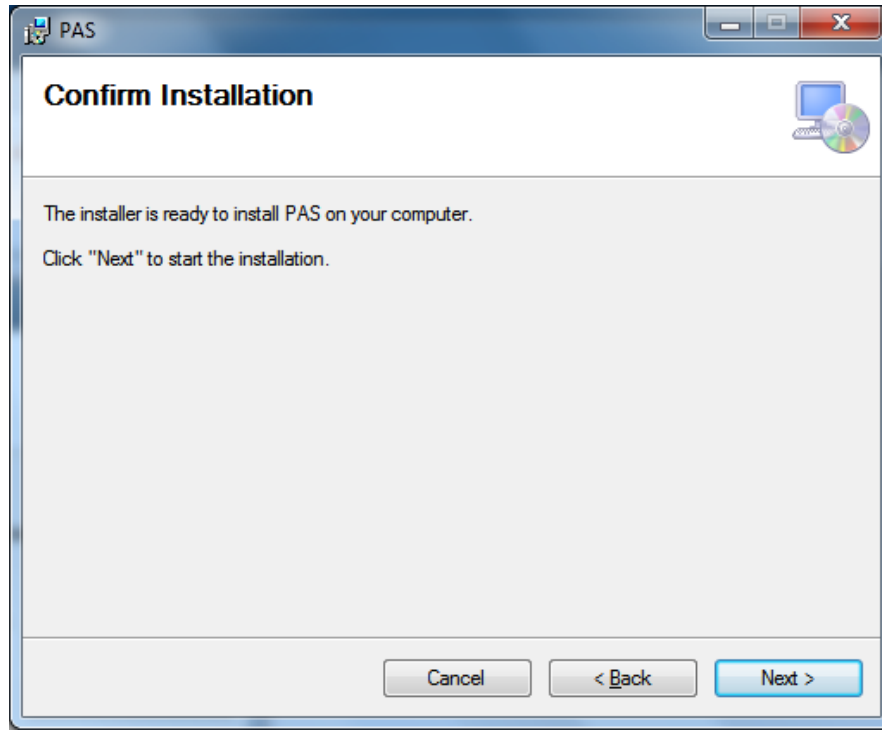 PAS
Confirm Installation
The installer is ready to install PAS on your computer.
Click "Next" to start the installation.
Cancel
< Back
Next >